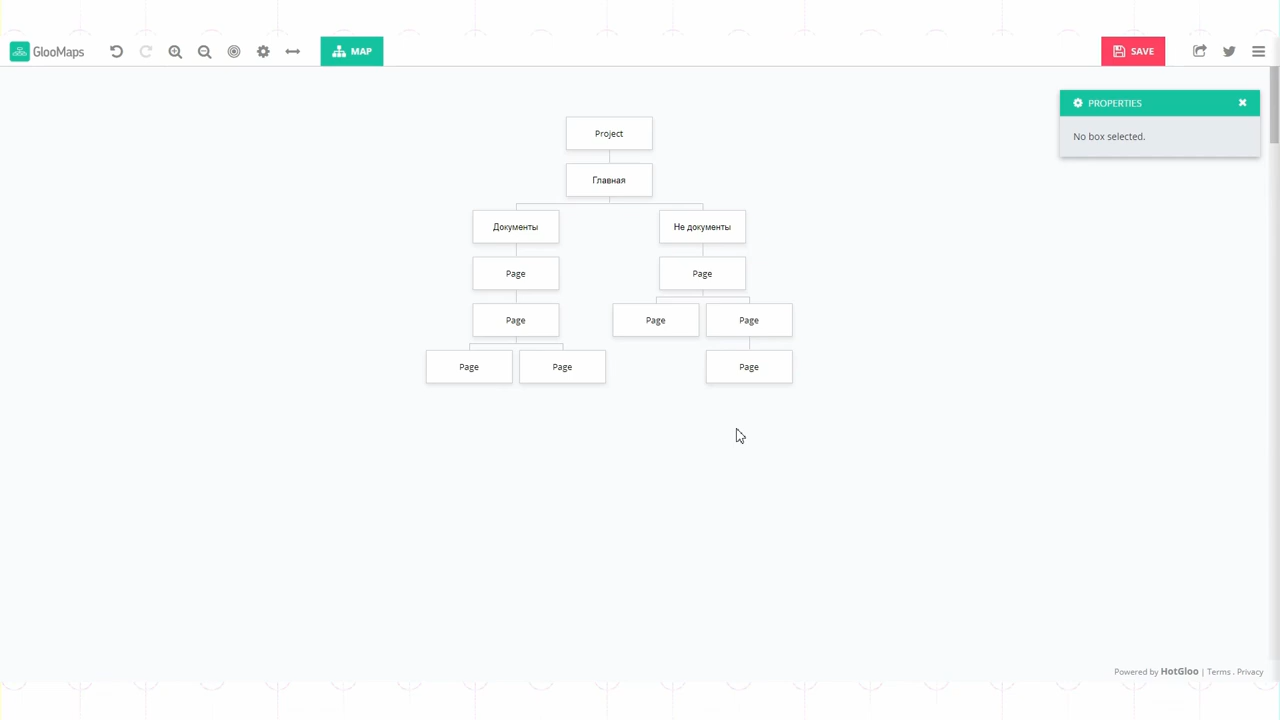 GlooMaps
MAP
SAVE
PROPERTIES
No box selected.
Project
Главная
Документы
Не документы
Page
Page
Page
Page
Page
Page
Page
Page
Powered by HotGloo | Terms . Privacy